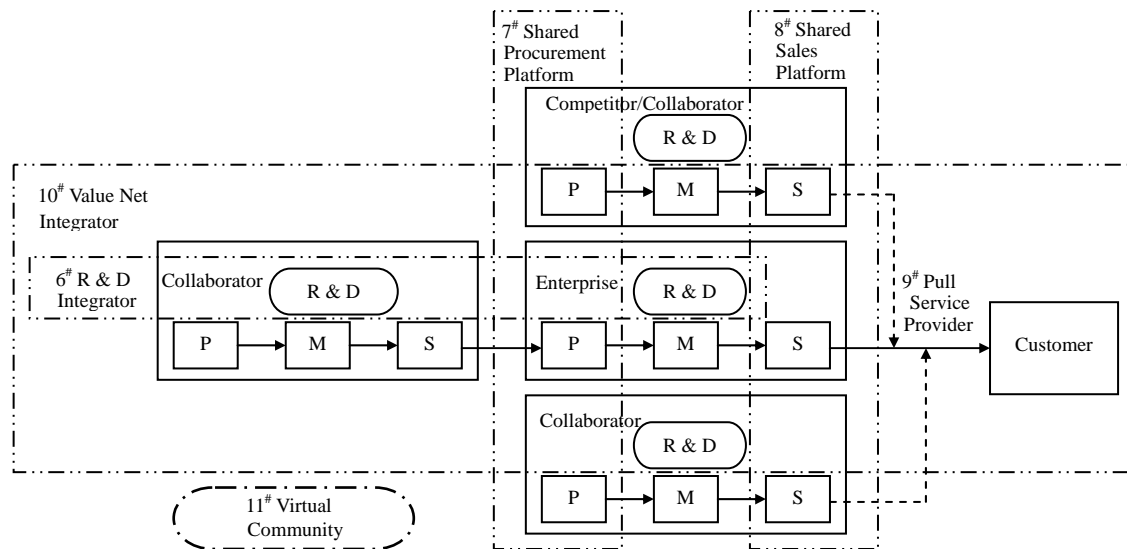 7# Shared
Procurement
Platform
8# Shared
Sales
Platform
Competitor/Collaborator
R & D
P
M
S
10# Value Net
Integrator
6# R & D
Integrator
Collaborator
R & D
P
M
S
Enterprise
R & D
P
M
S
9# Pull
Service
Provider
Customer
Collaborator
R & D
P
M
S
11# Virtual
Community